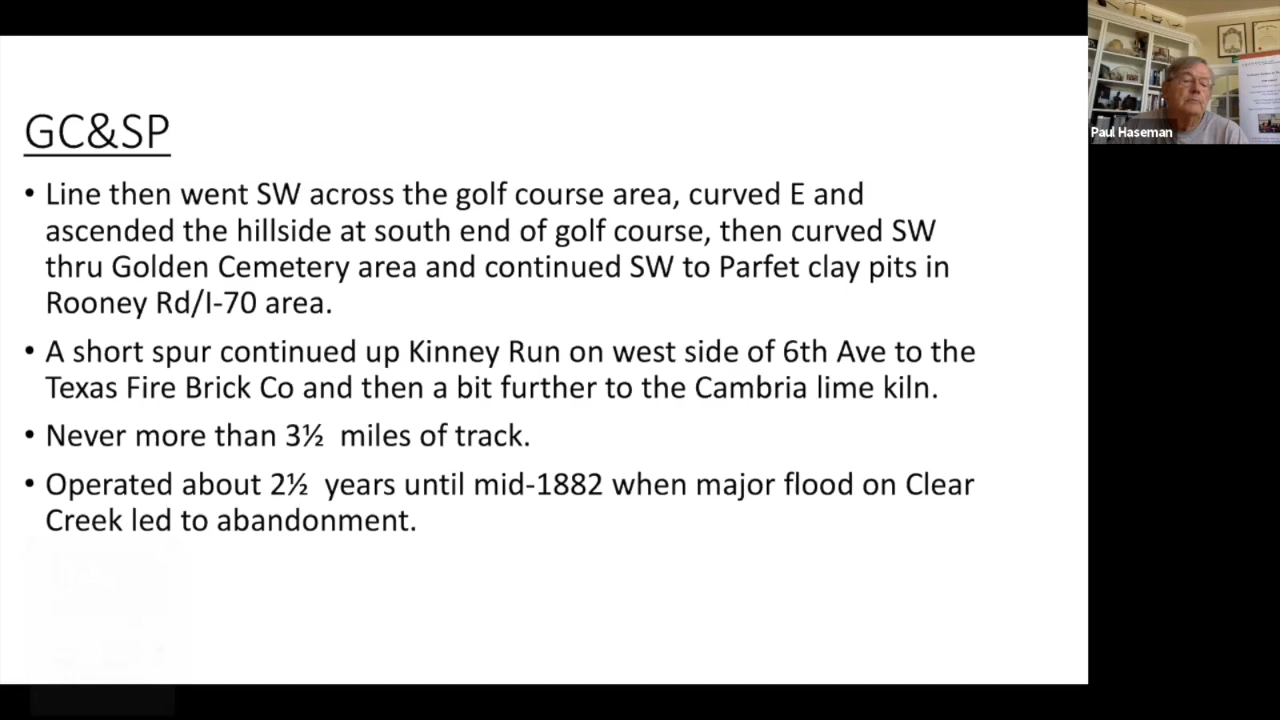 GC&SP
• Line then went SW across the golf course area, curved E and
ascended the hillside at south end of golf course, then curved SW
thru Golden Cemetery area and continued SW to Parfet clay pits in
Rooney Rd/I-70 area.
• A short spur continued up Kinney Run on west side of 6th Ave to the
Texas Fire Brick Co and then a bit further to the Cambria lime kiln.
• Never more than 3½ miles of track.
• Operated about 2½ years until mid-1882 when major flood on Clear
Creek led to abandonment.
Paul Haseman